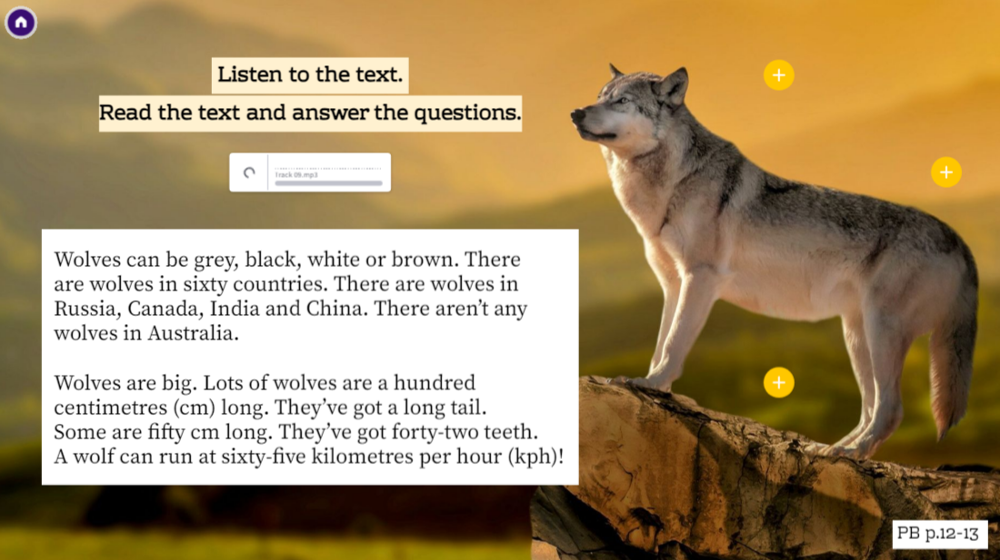 Listen to the text.
Read the text and answer the questions.
Track 09.mp3
Wolves can be grey, black, white or brown. There
are wolves in sixty countries. There are wolves in
Russia, Canada, India and China. There aren’t any
wolves in Australia.
Wolves are big. Lots of wolves are a hundred
centimetres (cm) long. They’ve got a long tail.
Some are fifty cm long. They’ve got forty-two teeth.
A wolf can run at sixty-five kilometres per hour (kph)!
PB p.12-13